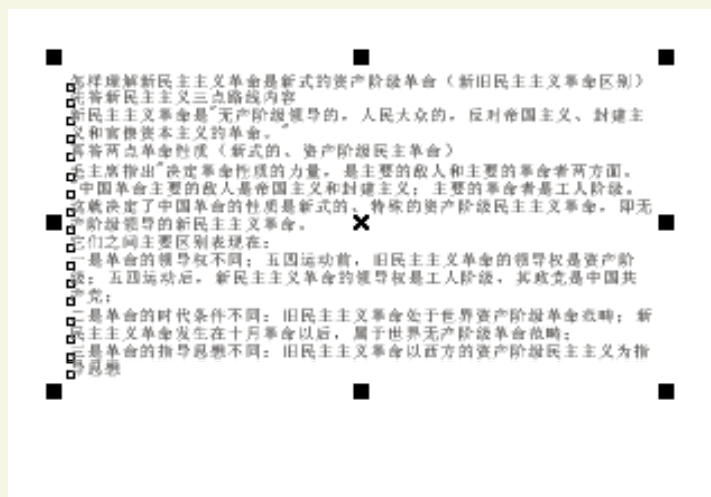 怎样理解新民主主义革命是新式的资产阶级革命（新旧民主主义革命区别）
先答新民主主义三点路线内容
新民主主义革命是"无产阶级领导的，人民大众的，反对帝国主义、封建主
义和官僚资本主义的革命。"
再答两点革命性质（新式的、资产阶级民主革命）
毛主席指出"决定革命性质的力量，是主要的敌人和主要的革命者两方面。
"中国革命主要的敌人是帝国主义和封建主义；主要的革命者是工人阶级。
这就决定了中国革命的性质是新式的、特殊的资产阶级民主主义革命，即无
产阶级领导的新民主主义革命。
它们之间主要区别表现在：
一是革命的领导权不同；五四运动前，旧民主主义革命的领导权是资产阶
级；五四运动后，新民主主义革命的领导权是工人阶级，其政党是中国共
产党；
二是革命的时代条件不同：旧民主主义革命处于世界资产阶级革命范畴；新
民主主义革命发生在十月革命以后，属于世界无产阶级革命范畴；
三是革命的指导思想不同：旧民主主义革命以西方的资产阶级民主主义为指
导思想